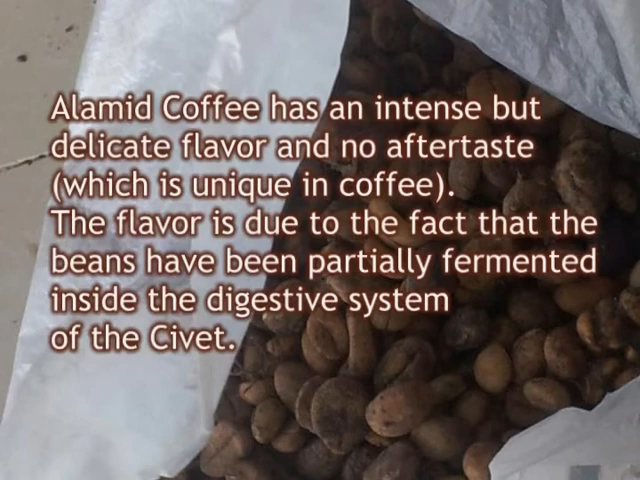 Alamid Coffee has an intense but
delicate flavor and no aftertaste
(which is unique in coffee).
The flavor is due to the fact that the
beans have been partially fermented
inside the digestive system
of the Civet.